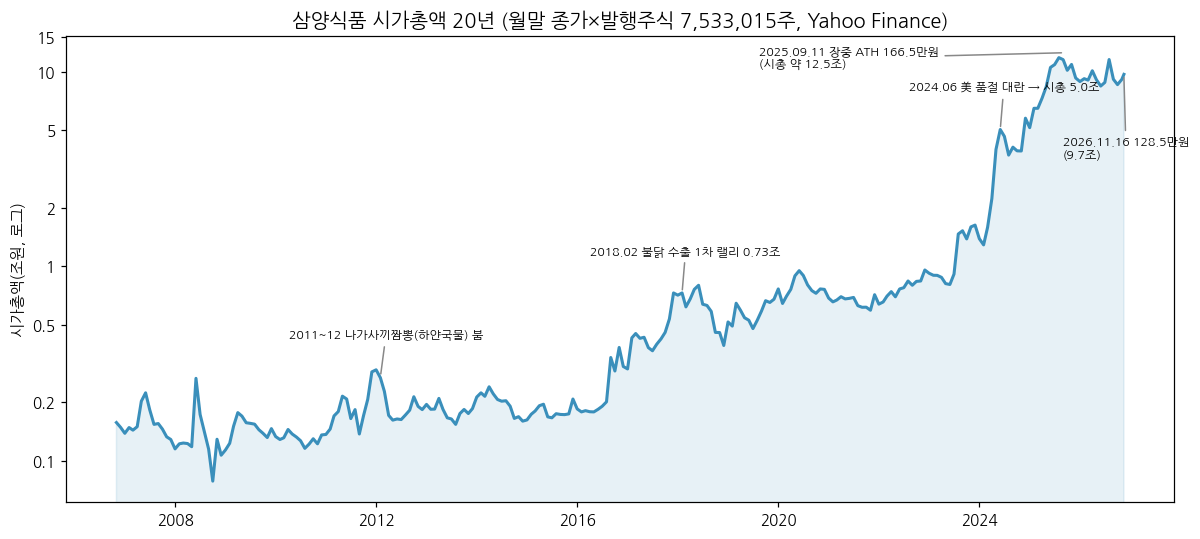 삼양식품 시가총액 20년 (월말 종가×발행주식 7,533,015주, Yahoo Finance)
시가총액(조원, 로그)
15
10
5
2
1
0.5
0.2
0.1
2025.09.11 장중 ATH 166.5만원
(시총 약 12.5조)
2024.06 美 품절 대란 → 시총 5.0조
2026.11.16 128.5만원
(9.7조)
2018.02 불닭 수출 1차 랠리 0.73조
2011~12 나가사끼짬뽕(하얀국물) 붐
2008
2012
2016
2020
2024